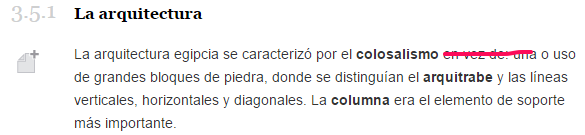 3.5.1 La arquitectura
La arquitectura egipcia se caracterizó por el colosalismo en vez de: una o uso
de grandes bloques de piedra, donde se distinguían el arquitrabe y las líneas
verticales, horizontales y diagonales. La columna era el elemento de soporte
más importante.